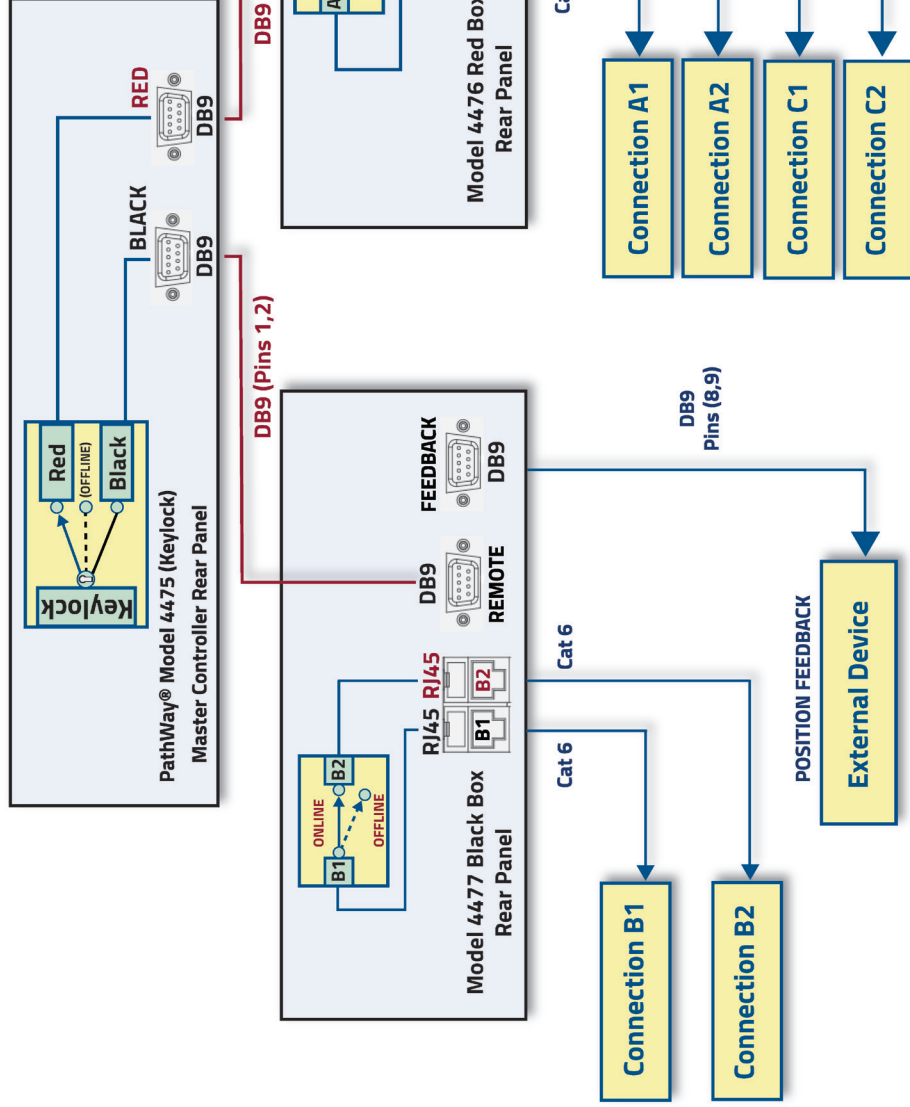 Keylock
Red
(OFFLINE)
Black
PathWay® Model 4475 (Keylock)
Master Controller Rear Panel
BLACK
DB9
RED
DB9
DB9 (Pins 1,2)
DB9
B1
B2
ONLINE
OFFLINE
RJ45
RJ45
B1
B2
DB9
REMOTE
FEEDBACK
DB9
Model 4477 Black Box
Rear Panel
A
Model 4476 Red Box
Rear Panel
Cat 6
Cat 6
DB9
Pins (8,9)
POSITION FEEDBACK
External Device
Connection B1
Connection B2
Ca
Connection A1
Connection A2
Connection C1
Connection C2